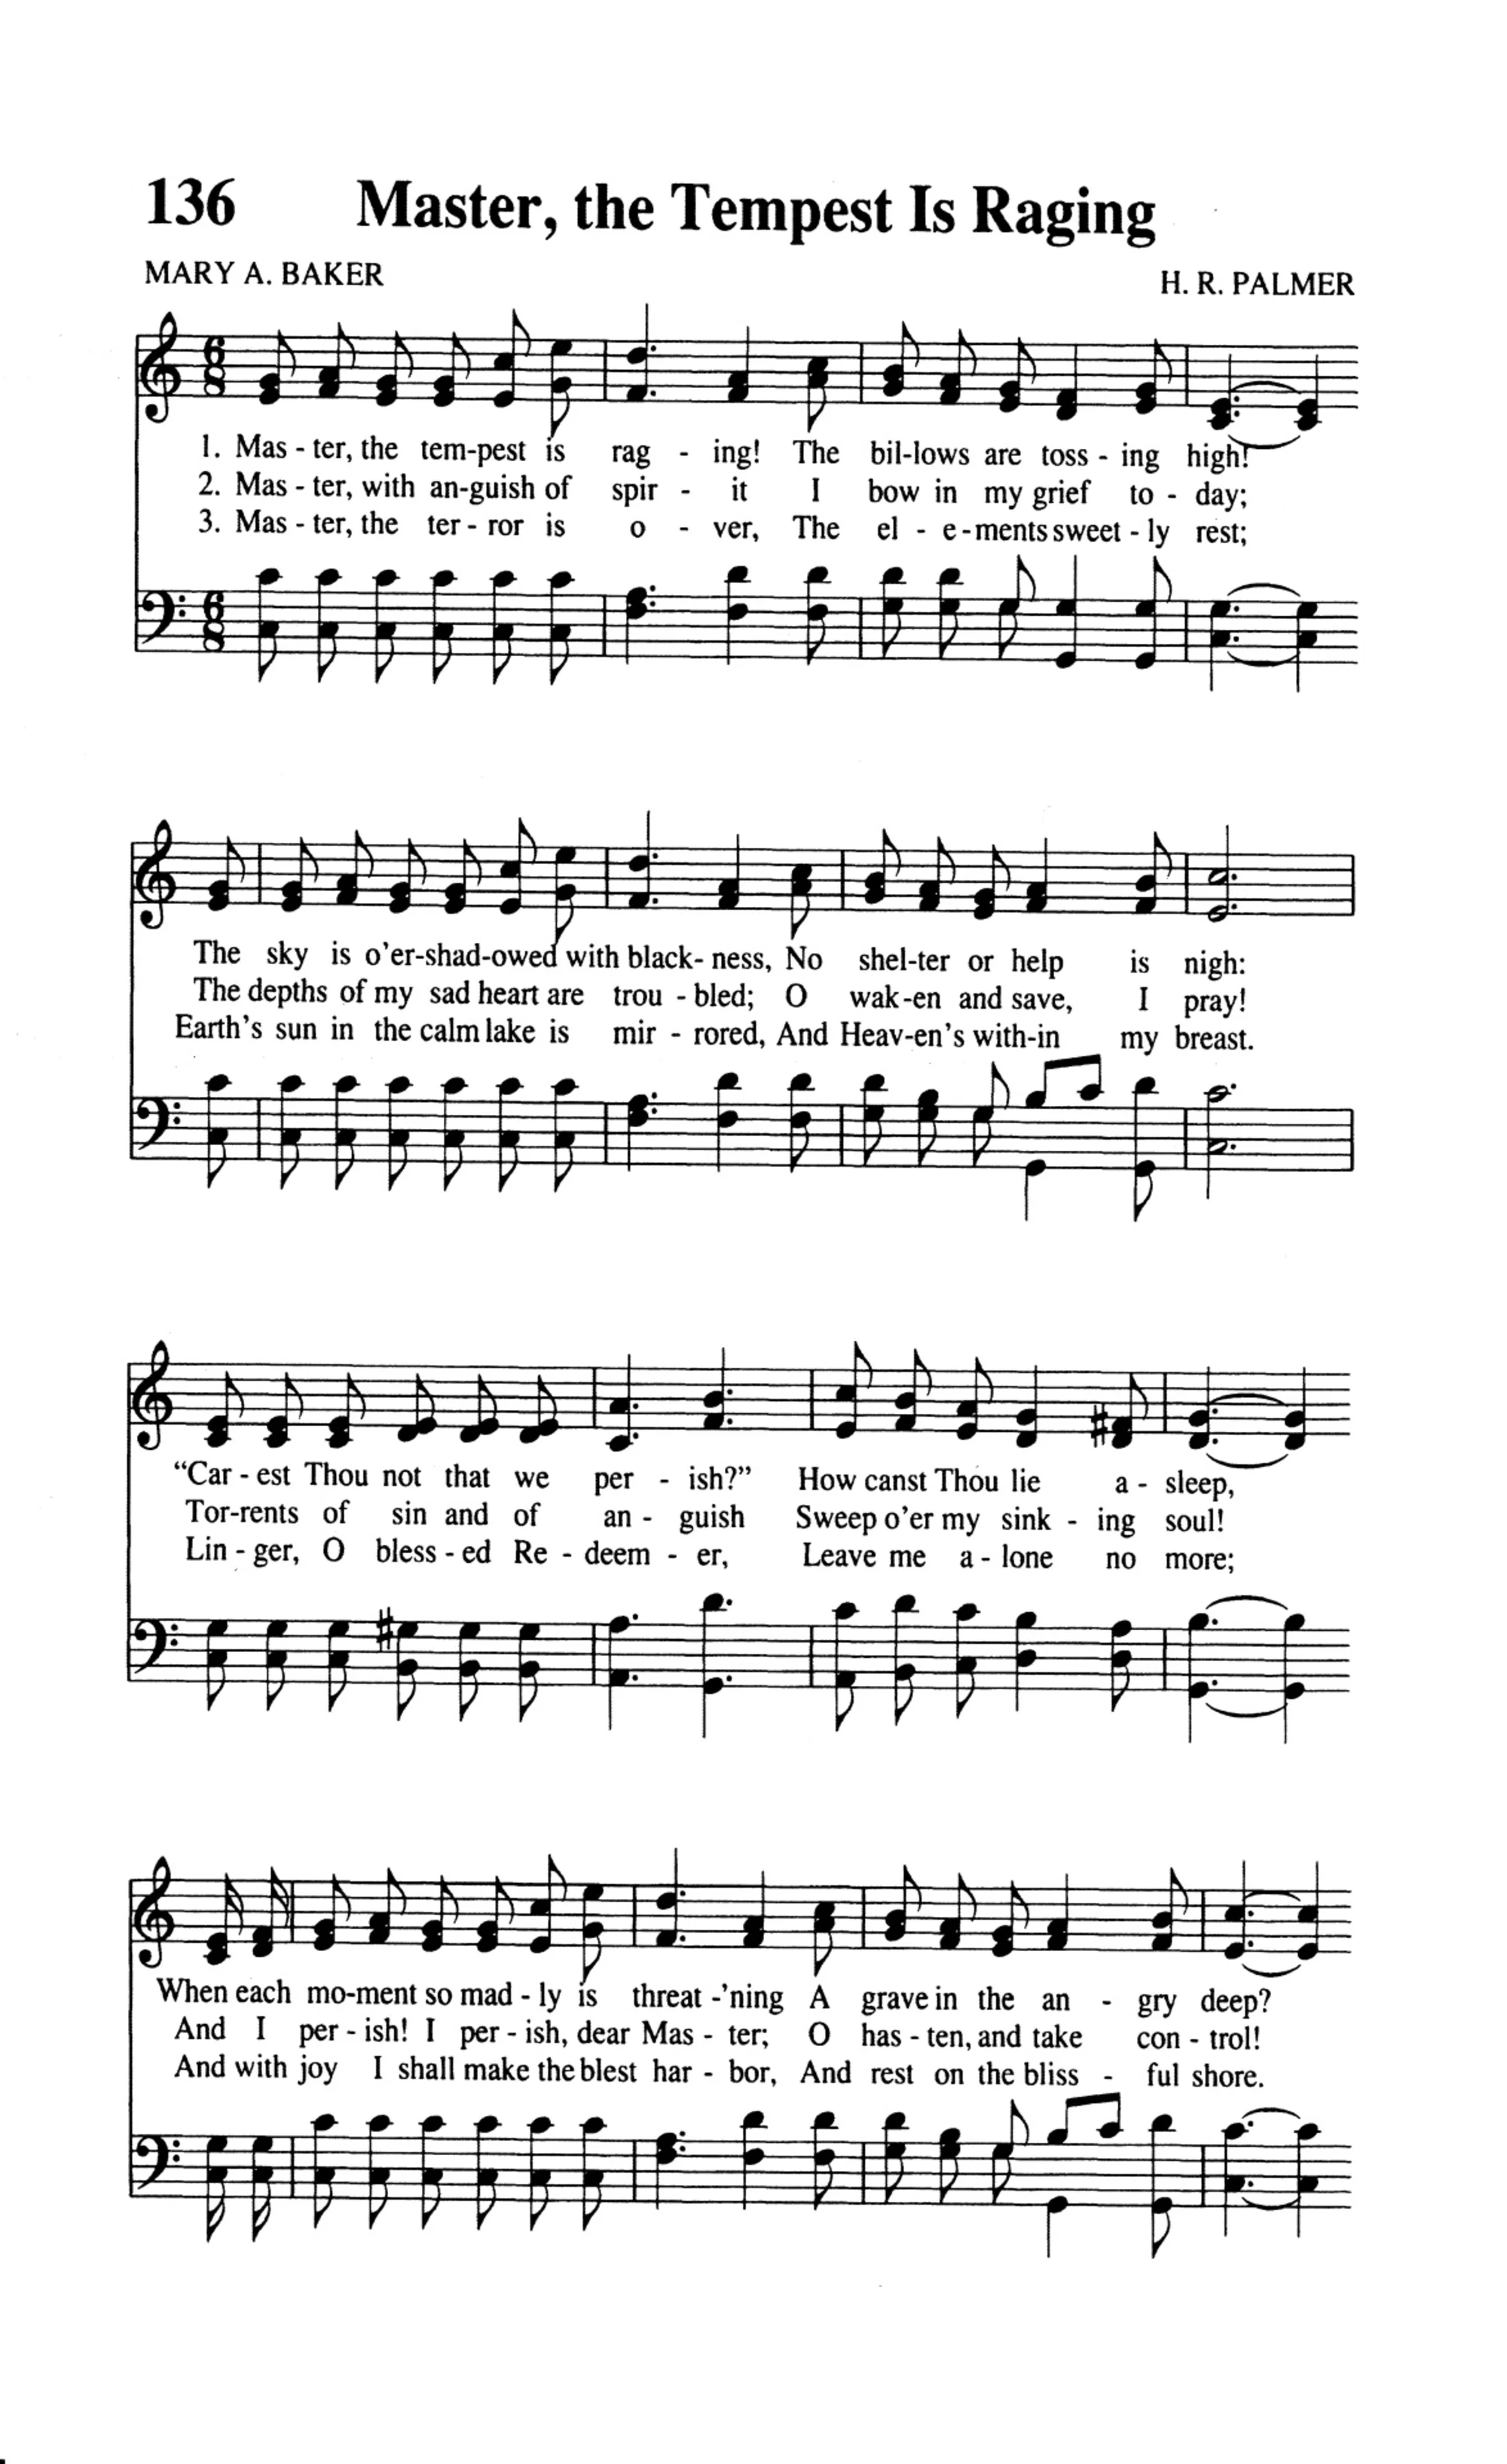 136 Master, the Tempest Is Raging
MARY A. BAKER H. R. PALMER
1. Mas - ter, the tem-pest is rag - ing! The bil-lows are toss - ing high!
2. Mas - ter, with an-guish of spir - it I bow in my grief to - day;
3. Mas - ter, the ter - ror is o - ver, The el - e-ments sweet - ly rest;
The sky is o'er-shad-owed with black- ness, No shel-ter or help is nigh:
The depths of my sad heart are trou - bled; O wak-en and save, I pray!
Earth's sun in the calm lake is mir - rored, And Heav-en's with-in my breast.
“Car - est Thou not that we per - ish?” How canst Thou lie a - sleep,
Tor-rents of sin and of an - guish Sweep o'er my sink - ing soul!
Lin - ger, O bless - ed Re - deem - er, Leave me a - lone no more;
When each mo-ment so mad - ly is threat -'ning A grave in the an - gry deep?
And I per - ish! I per - ish, dear Mas - ter; O has - ten, and take con - trol!
And with joy I shall make the blest har - bor, And rest on the bliss - ful shore.